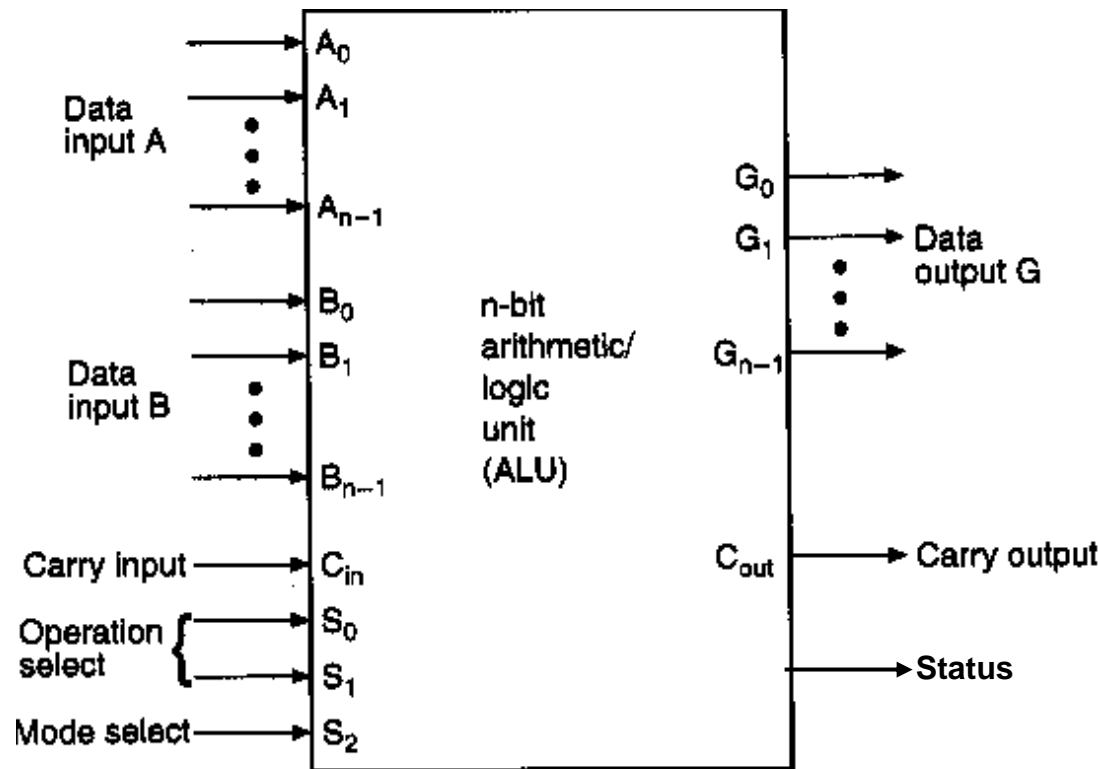 A₀
Data
input A
A₁
Aₙ₋₁
B₀
Data
input B
B₁
Bₙ₋₁
Carry input
Cᵢₙ
Operation
select
S₀
S₁
Mode select
S₂
n-bit
arithmetic/
logic
unit
(ALU)
G₀
G₁
Data
output G
Gₙ₋₁
Cₒᵤₜ
Carry output
Status